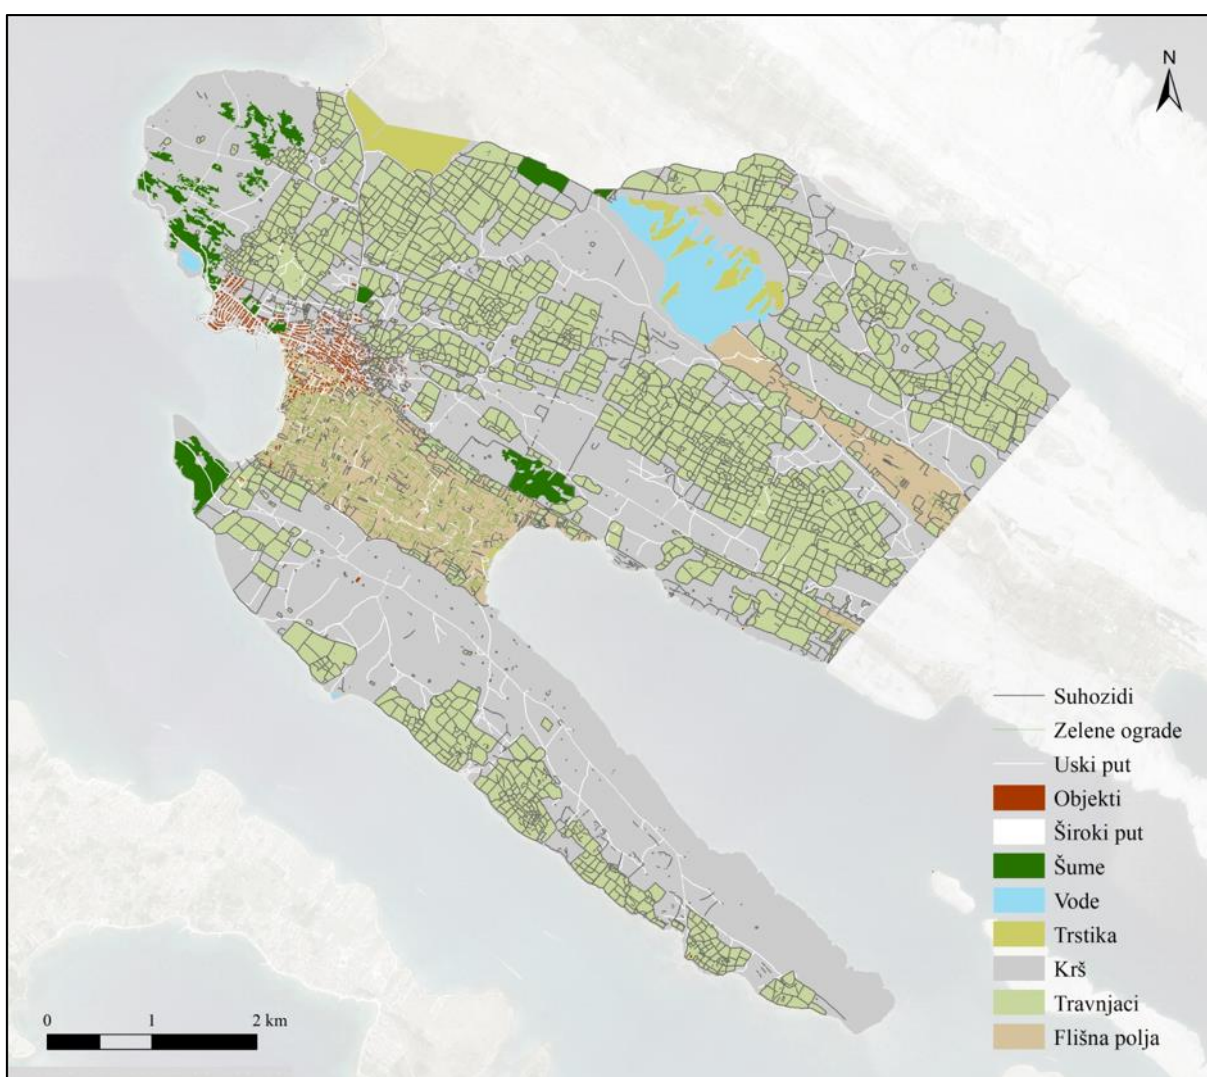 N
Suhozidi
Zelene ograde
Uski put
Objekti
Široki put
Šume
Vode
Trstika
Krš
Travnjaci
Flišna polja
0 1 2 km